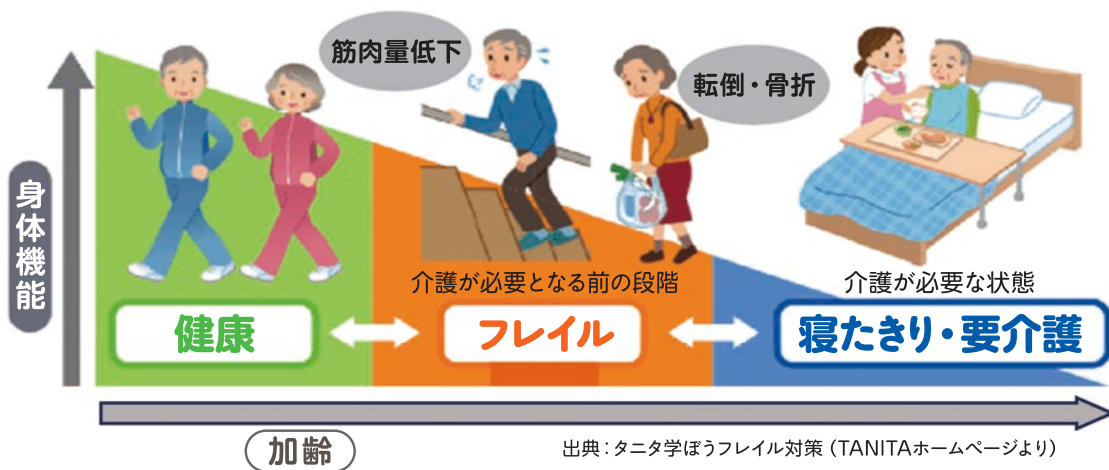 筋肉量低下
転倒・骨折
身体機能
介護が必要となる前の段階
介護が必要な状態
健康
フレイル
寝たきり・要介護
加齢
出典：タニタ学ぼうフレイル対策（TANITAホームページより）